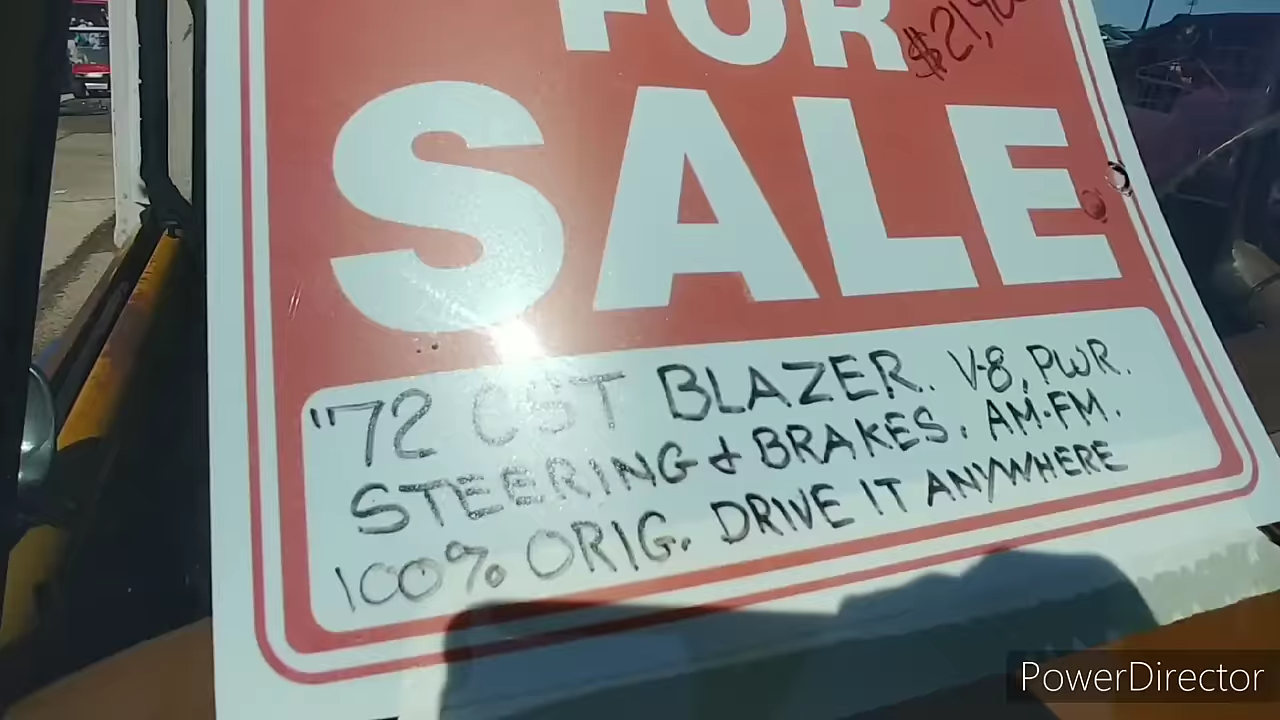 FOR
SALE
"72 CST BLAZER. V-8, PWR.
STEERING & BRAKES. AM-FM.
100% ORIG. DRIVE IT ANYWHERE
PowerDirector